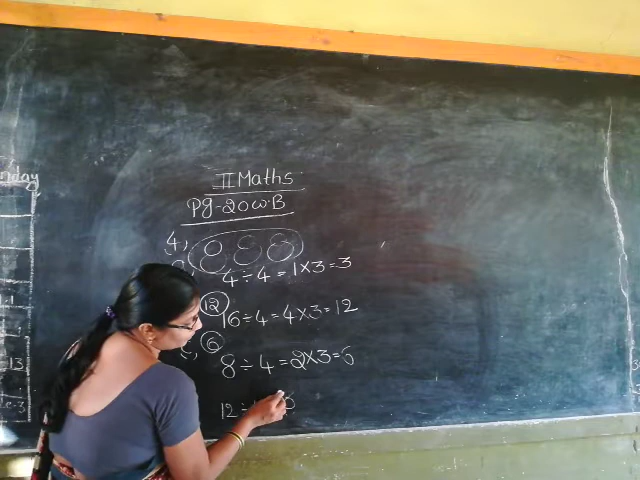 II Maths
Pg-20 W.B
4,
4 ÷ 4 = 1 x 3 = 3
12
16 ÷ 4 = 4 x 3 = 12
6
8 ÷ 4 = 2 x 3 = 6
12 ÷
nday
13